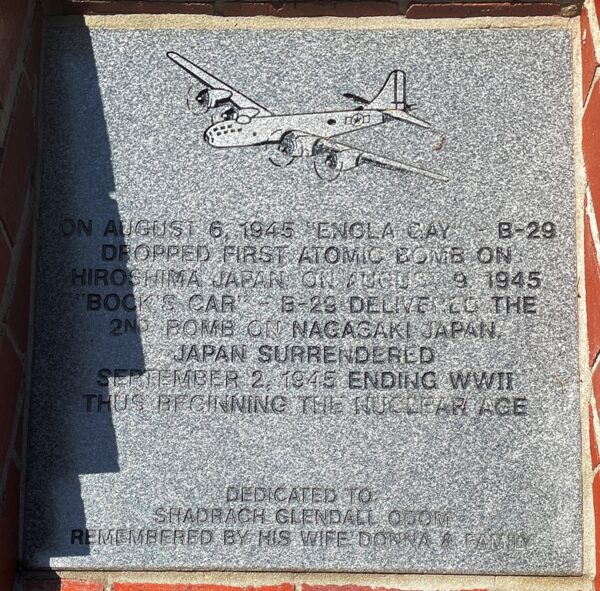 ON AUGUST 6, 1945 "ENOLA GAY" - B-29
DROPPED FIRST ATOMIC BOMB ON
HIROSHIMA JAPAN. ON AUGUST 9, 1945
"BOCK'S CAR" - B-29 DELIVERED THE
2ND BOMB ON NAGASAKI JAPAN.
JAPAN SURRENDERED
SEPTEMBER 2, 1945 ENDING WWII
THUS BEGINNING THE NUCLEAR AGE
DEDICATED TO
SHADRACH GLENDALL ODOM
REMEMBERED BY HIS WIFE DONNA & FAMILY